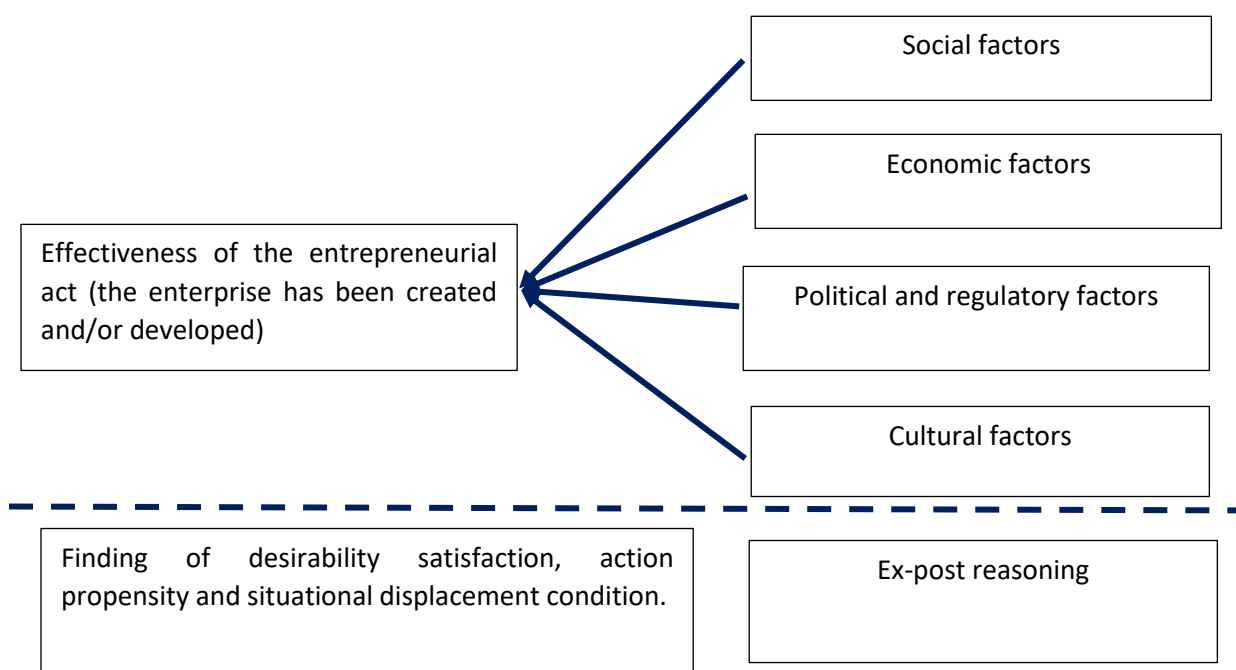 Social factors
Economic factors
Effectiveness of the entrepreneurial
act (the enterprise has been created
and/or developed)
Political and regulatory factors
Cultural factors
Finding of desirability satisfaction, action
propensity and situational displacement condition.
Ex-post reasoning